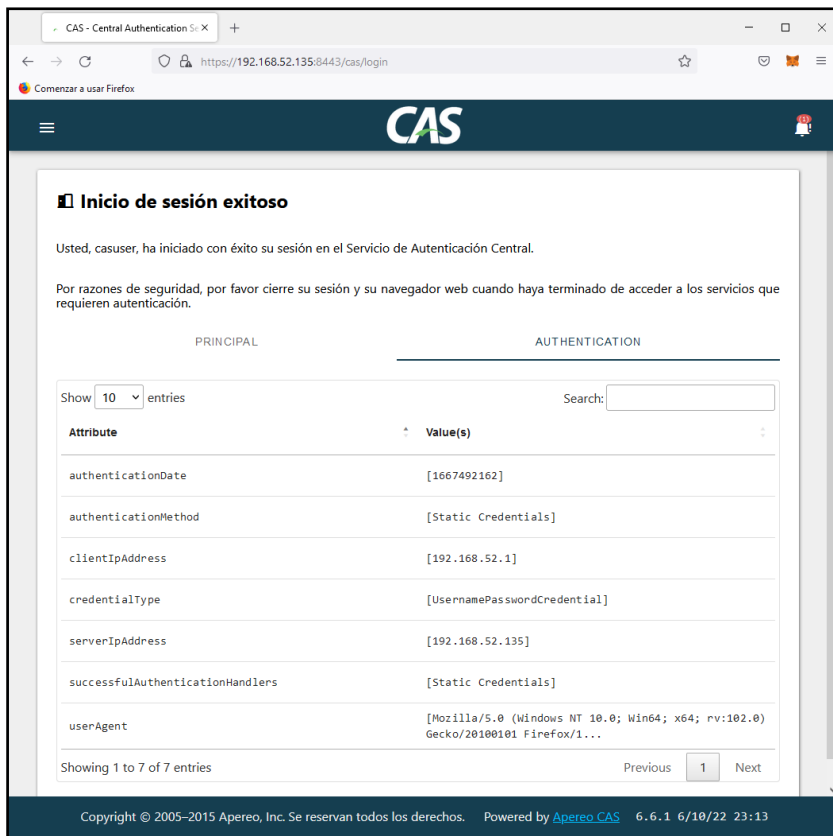 CAS - Central Authentication Se
https://192.168.52.135:8443/cas/login
Comenzar a usar Firefox
CAS
(1)
Inicio de sesión exitoso
Usted, casuser, ha iniciado con éxito su sesión en el Servicio de Autenticación Central.
Por razones de seguridad, por favor cierre su sesión y su navegador web cuando haya terminado de acceder a los servicios que
requieren autenticación.
PRINCIPAL AUTHENTICATION
Show 10 entries Search:
Attribute Value(s)
authenticationDate [1667492162]
authenticationMethod [Static Credentials]
clientIpAddress [192.168.52.1]
credentialType [UsernamePasswordCredential]
serverIpAddress [192.168.52.135]
successfulAuthenticationHandlers [Static Credentials]
userAgent [Mozilla/5.0 (Windows NT 10.0; Win64; x64; rv:102.0)
Gecko/20100101 Firefox/1...
Showing 1 to 7 of 7 entries Previous 1 Next
Copyright © 2005–2015 Apereo, Inc. Se reservan todos los derechos. Powered by Apereo CAS 6.6.1 6/10/22 23:13